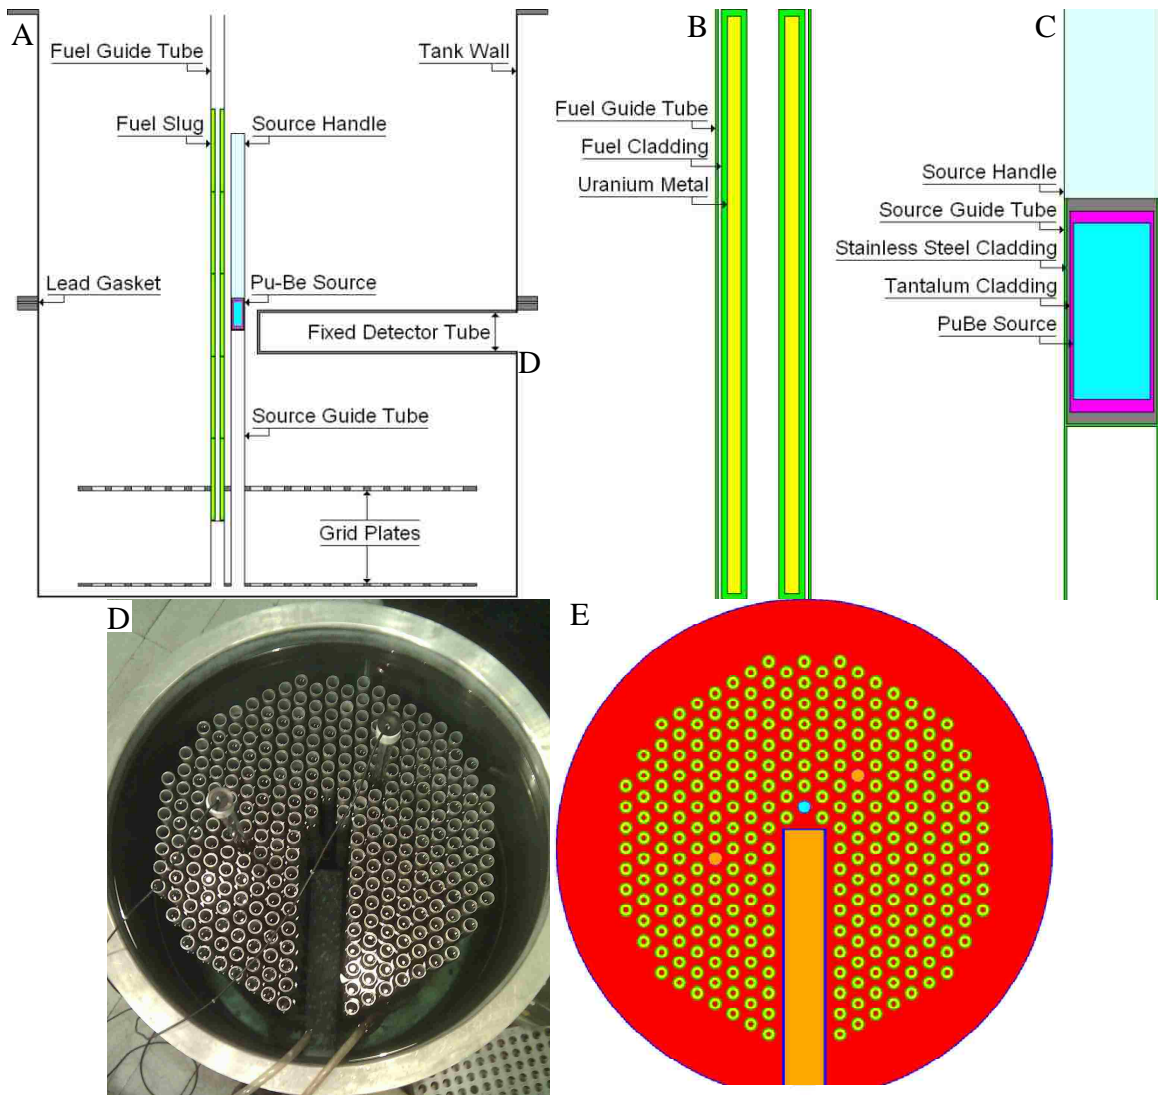 A
Fuel Guide Tube
Tank Wall
Fuel Slug
Source Handle
Lead Gasket
Pu-Be Source
Fixed Detector Tube
D
Source Guide Tube
Grid Plates
B
Fuel Guide Tube
Fuel Cladding
Uranium Metal
C
Source Handle
Source Guide Tube
Stainless Steel Cladding
Tantalum Cladding
PuBe Source
D
E